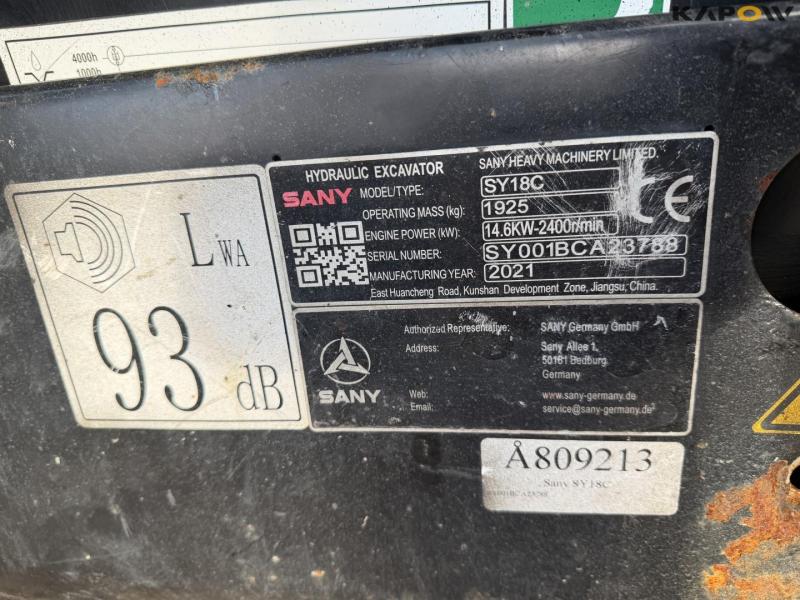 KAPOW
4000h
1000h
HYDRAULIC EXCAVATOR
SANY HEAVY MACHINERY LIMITED.
SANY
MODEL/TYPE: SY18C
OPERATING MASS (kg): 1925
ENGINE POWER (kW): 14.6KW-2400r/min
SERIAL NUMBER: SY001BCA23788
MANUFACTURING YEAR: 2021
East Huancheng Road, Kunshan Development Zone, Jiangsu, China.
CE
LWA
93 dB
Authorized Representative: SANY Germany GmbH
Address: Sany Allee 1,
50181 Bedburg
Germany
SANY
Web: www.sany-germany.de
Email: service@sany-germany.de
Å809213
Sany SY18C
SY001BCA23788